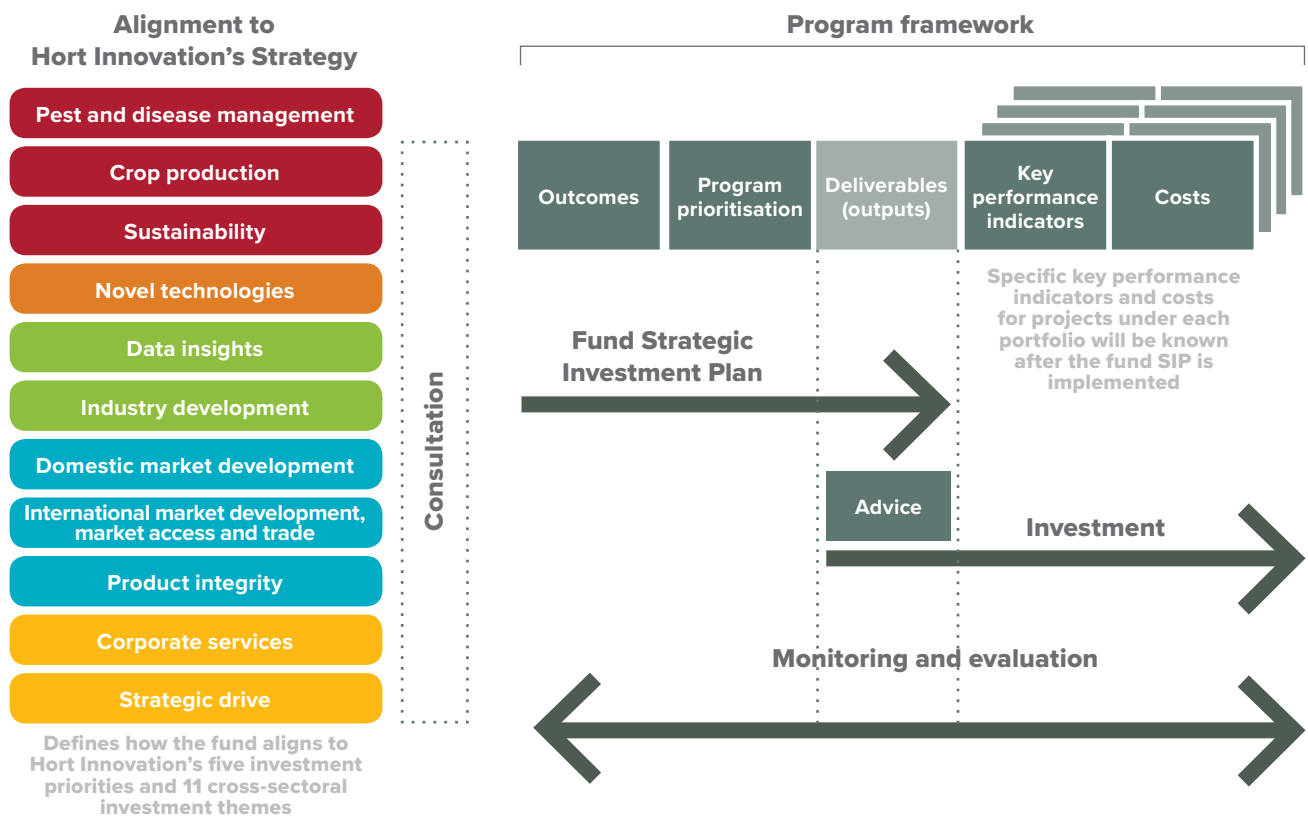 Alignment to
Hort Innovation's Strategy
Pest and disease management
Crop production
Sustainability
Novel technologies
Data insights
Industry development
Domestic market development
International market development,
market access and trade
Product integrity
Corporate services
Strategic drive
Defines how the fund aligns to
Hort Innovation's five investment
priorities and 11 cross-sectoral
investment themes
Consultation
Program framework
Outcomes
Program
prioritisation
Deliverables
(outputs)
Key
performance
indicators
Costs
Specific key performance
indicators and costs
for projects under each
portfolio will be known
after the fund SIP is
implemented
Fund Strategic
Investment Plan
Advice
Investment
Monitoring and evaluation